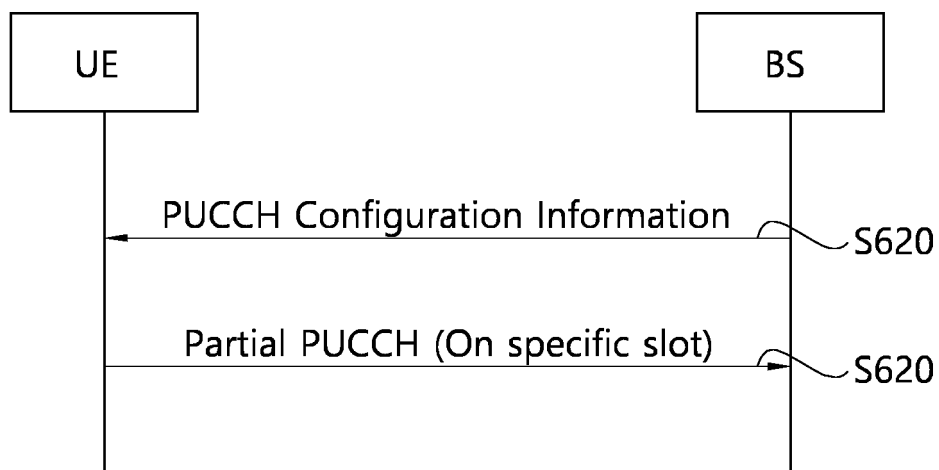 UE
BS
PUCCH Configuration Information
S620
Partial PUCCH (On specific slot)
S620